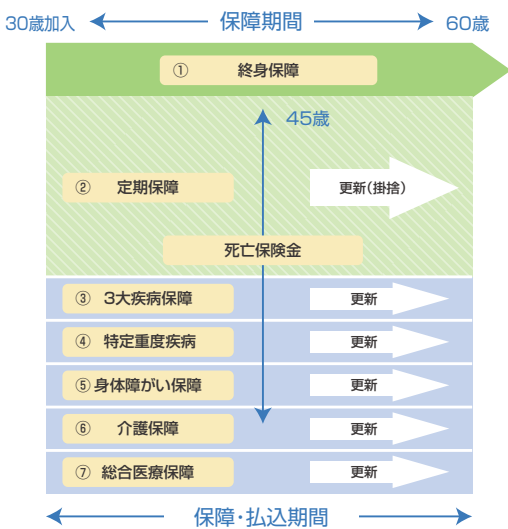 30歳加入 保障期間 60歳
① 終身保障
45歳
② 定期保障 更新(掛捨)
死亡保険金
③ 3大疾病保障 更新
④ 特定重度疾病 更新
⑤ 身体障がい保障 更新
⑥ 介護保障 更新
⑦ 総合医療保障 更新
保障・払込期間